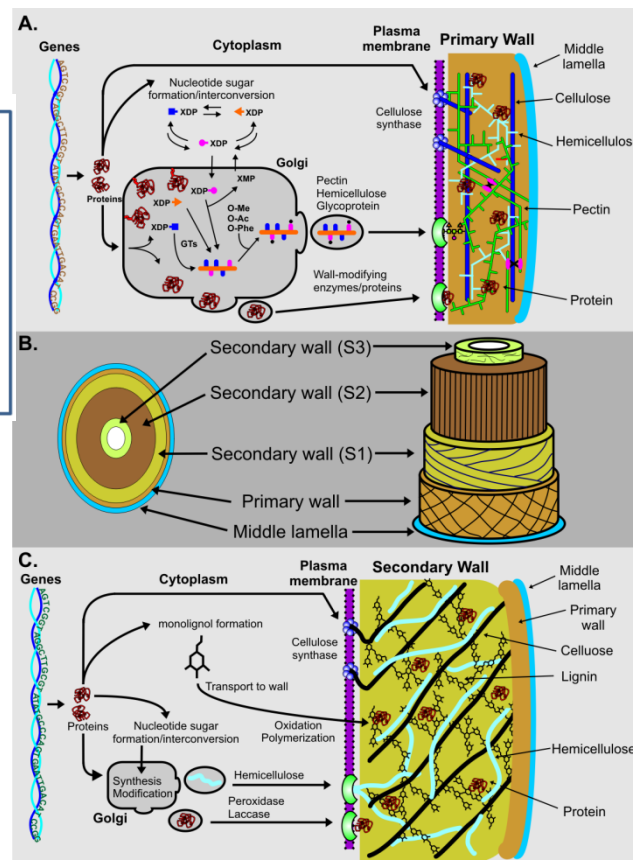 A.
Genes
Cytoplasm
Plasma
membrane
Primary Wall
Middle
lamella
Nucleotide sugar
formation/interconversion
XDP
XDP
XDP
Cellulose
synthase
Cellulose
Hemicellulos
Golgi
XMP
Proteins
XDP
XDP
XDP
O-Me
O-Ac
O-Phe
GTs
Pectin
Hemicellulose
Glycoprotein
Pectin
Wall-modifying
enzymes/proteins
Protein
B.
Secondary wall (S3)
Secondary wall (S2)
Secondary wall (S1)
Primary wall
Middle lamella
C.
Genes
Cytoplasm
Plasma
membrane
Secondary Wall
Middle
lamella
Primary
wall
monolignol formation
Cellulose
synthase
Celluose
Lignin
Transport to wall
Proteins
Nucleotide sugar
formation/interconversion
Oxidation
Polymerization
Hemicellulose
Synthesis
Modification
Hemicellulose
Golgi
Peroxidase
Laccase
Protein